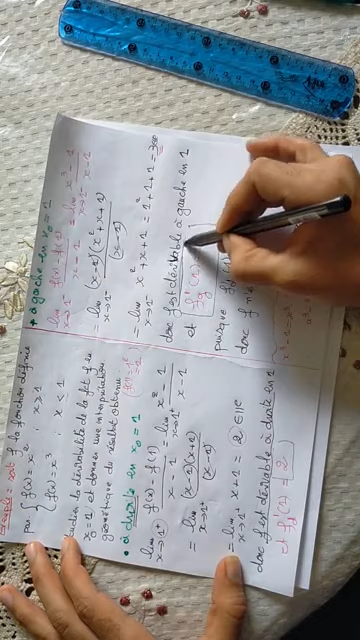 Exemple: soit f la fonction définie
par { f(x) = x² ; x ⩾ 1
f(x) = x³ ; x < 1
Etudier la dérivabilité de la fct f en
x₀ = 1 et donner une interprétation
géométrique du résultat obtenu.
• à droite en x₀ = 1
lim x→1⁺ f(x) - f(1) / x - 1 = lim x→1⁺ x² - 1 / x - 1
= lim x→1⁺ (x-1)(x+1) / (x-1)
= lim x→1⁺ x+1 = 2 ∈ ℝ
donc f est dérivable à droite en 1
et f'd(1) = 2
• à gauche en x₀ = 1
lim x→1⁻ f(x) - f(1) / x - 1 = lim x→1⁻ x³ - 1 / x - 1
= lim x→1⁻ (x-1)(x²+x+1) / (x-1)
= lim x→1⁻ x²+x+1 = 1²+1+1 = 3
donc f est dérivable à gauche en 1
et f'g(1)
puisque f'd(1)
donc f n'e